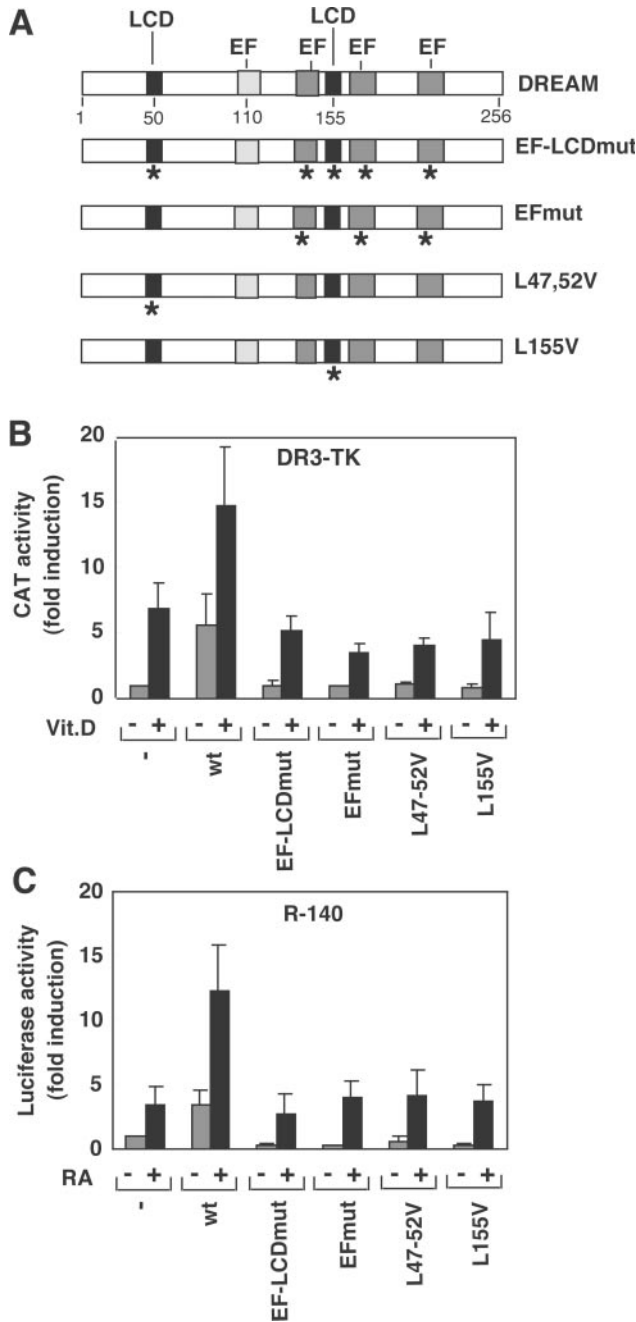 A
LCD LCD
EF EF EF EF
DREAM
1 50 110 155 256
EF-LCDmut
* * * * *
EFmut
* * *
L47,52V
*
L155V
*
B
DR3-TK
CAT activity
(fold induction)
20
15
10
5
0
Vit.D - + - + - + - + - + - +
- wt EF-LCDmut EFmut L47-52V L155V
C
R-140
Luciferase activity
(fold induction)
20
15
10
5
0
RA - + - + - + - + - + - +
- wt EF-LCDmut EFmut L47-52V L155V